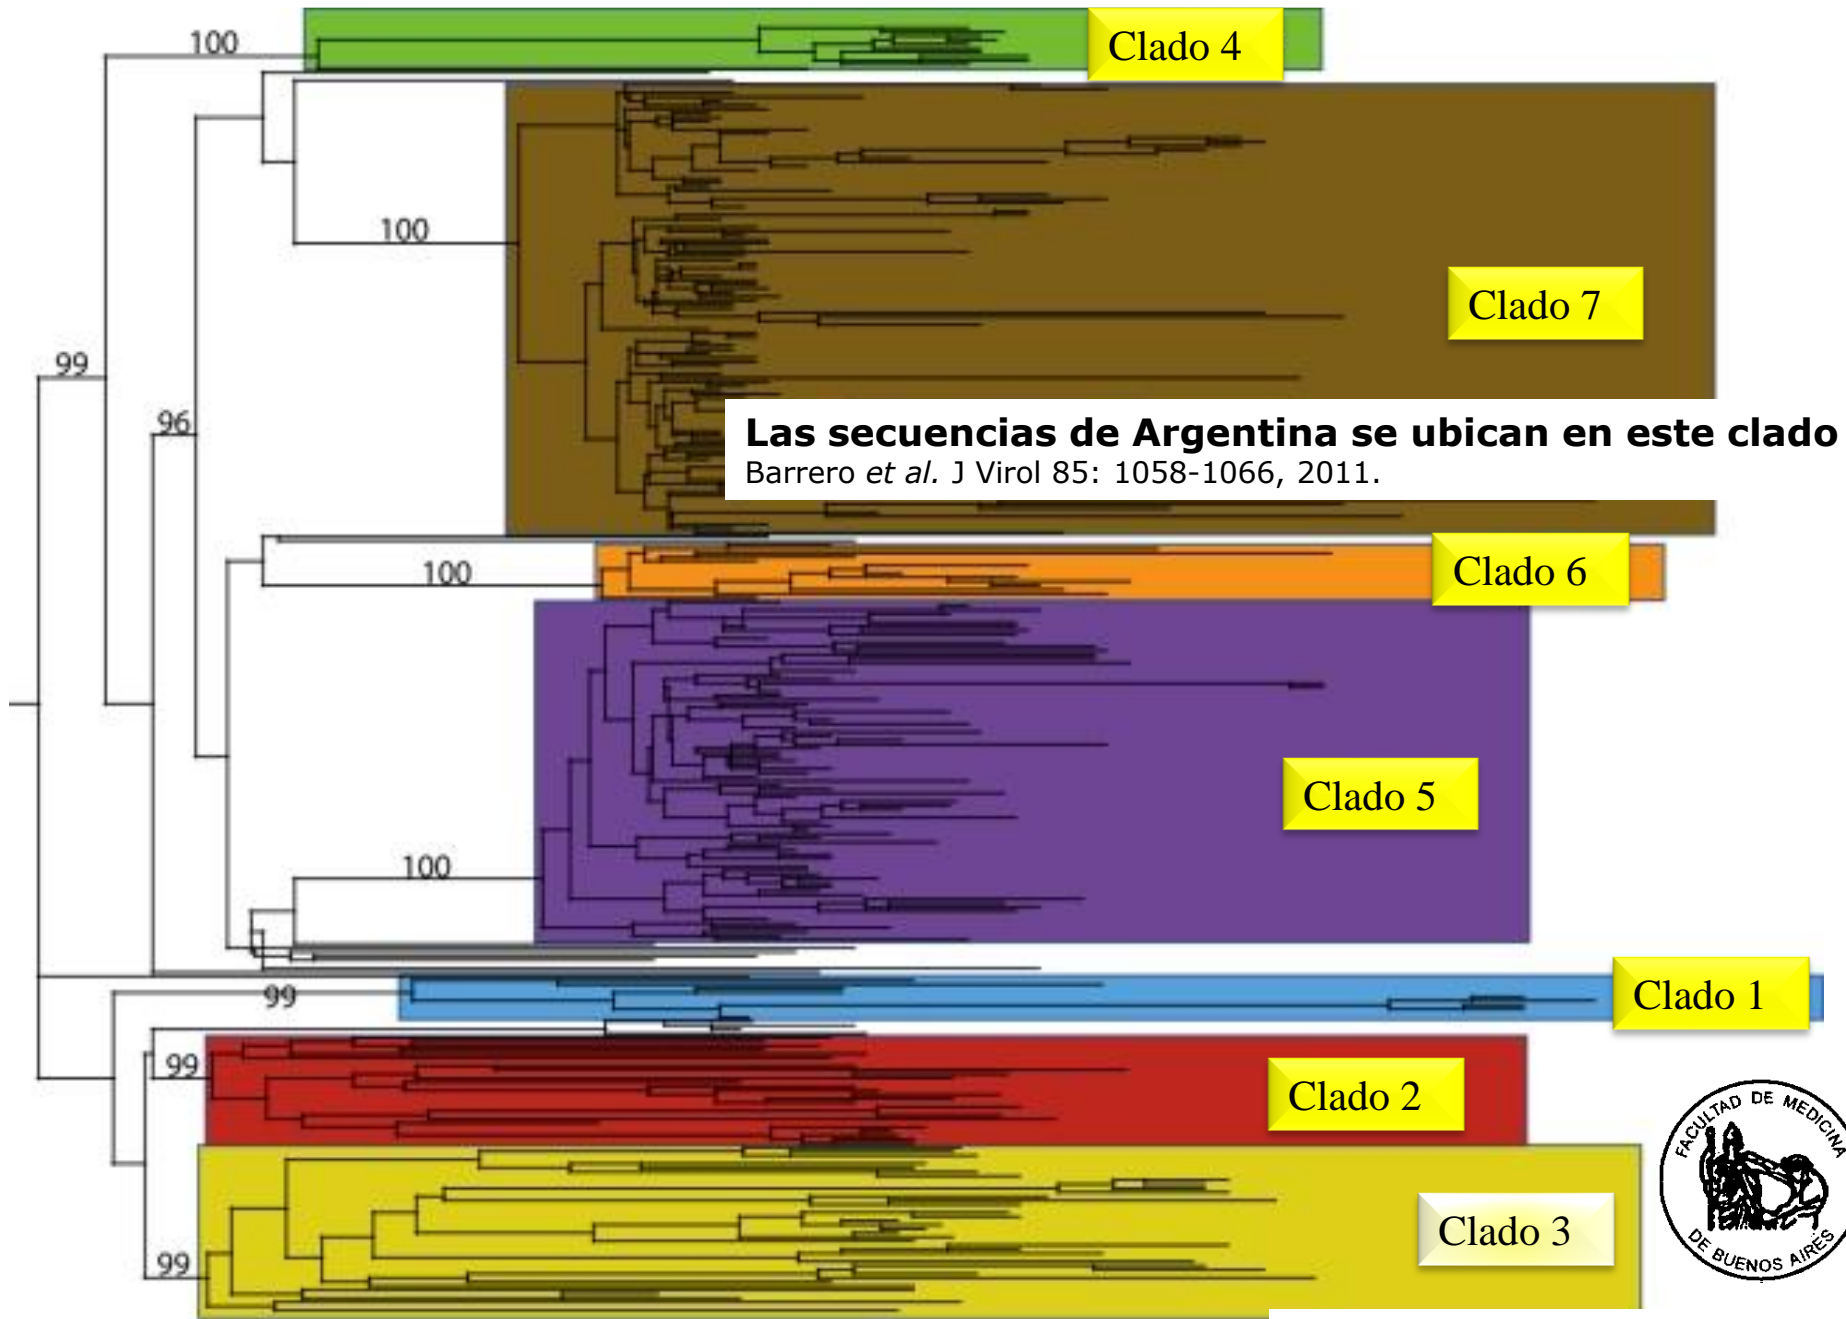 100
Clado 4
100
Clado 7
99
96
Las secuencias de Argentina se ubican en este clado
Barrero et al. J Virol 85: 1058-1066, 2011.
100
Clado 6
Clado 5
100
99
Clado 1
99
Clado 2
FACULTAD DE MEDICINA
DE BUENOS AIRES
Clado 3
99